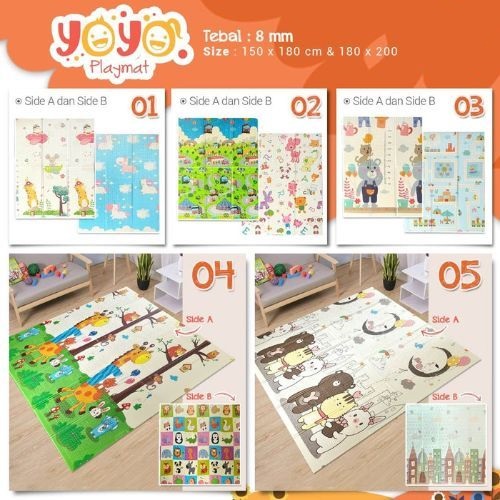 yoyo
Playmat
Tebal : 8 mm
Size : 150 x 180 cm & 180 x 200
Side A dan Side B
01
Side A dan Side B
02
Side A dan Side B
03
04
Side A
Side B
05
Side A
Side B